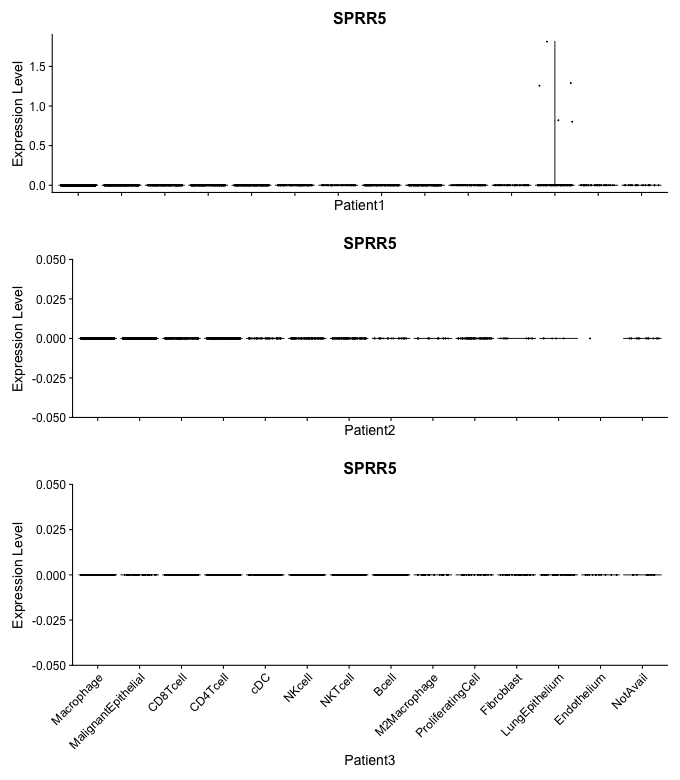 SPRR5
Expression Level
1.5
1.0
0.5
0.0
Patient1
SPRR5
Expression Level
0.050
0.025
0.000
-0.025
-0.050
Patient2
SPRR5
Expression Level
0.050
0.025
0.000
-0.025
-0.050
Macrophage
MalignantEpithelial
CD8Tcell
CD4Tcell
cDC
NKcell
NKTcell
Bcell
M2Macrophage
ProliferatingCell
Fibroblast
LungEpithelium
Endothelium
NotAvail
Patient3